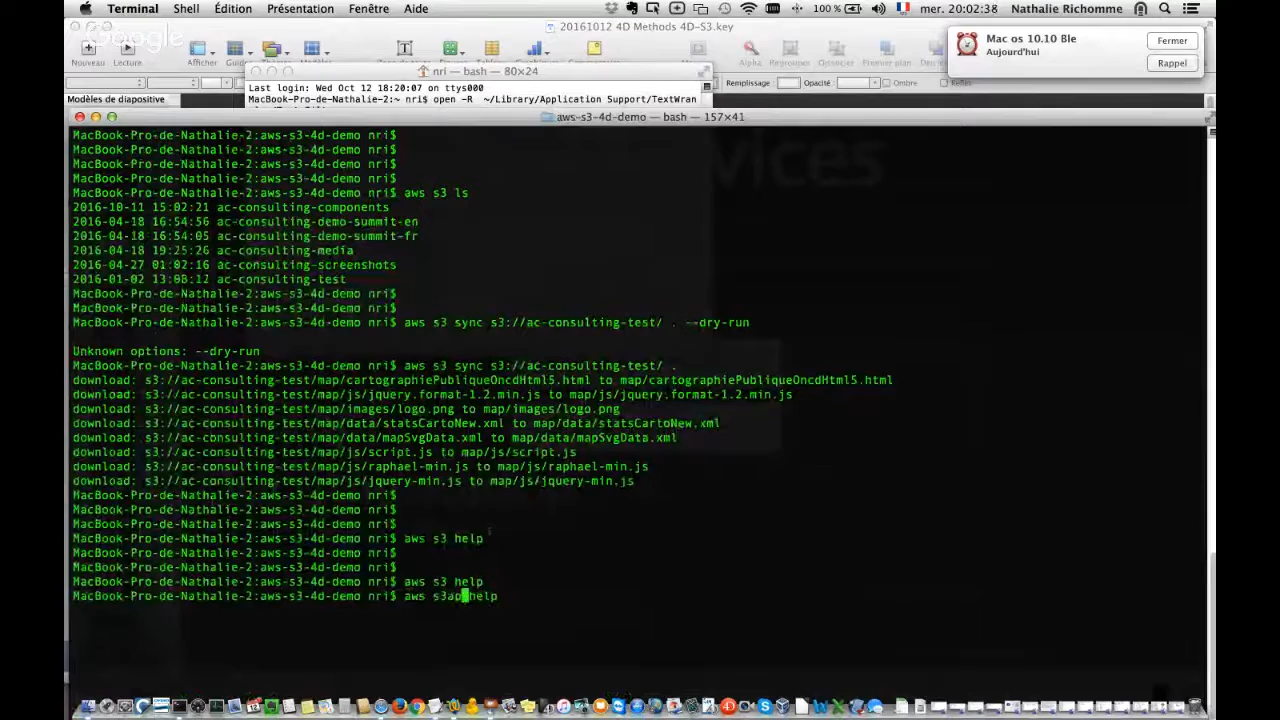 Terminal Shell Édition Présentation Fenêtre Aide 100 % mer. 20:02:38 Nathalie Richomme
Google
20161012 4D Methods 4D-S3.key
Nouveau Lecture Afficher Alpha Regrouper Dégrouper Premier plan
Mac os 10.10 Ble
Aujourd'hui
Fermer
Rappel
nri — bash — 80×24
Remplissage: Opacité: Ombre
Modèles de diapositive
Last login: Wed Oct 12 18:20:07 on ttys000
MacBook-Pro-de-Nathalie-2:~ nri$ open -R ~/Library/Application Support/TextWran
aws-s3-4d-demo — bash — 157×41
vices
MacBook-Pro-de-Nathalie-2:aws-s3-4d-demo nri$
MacBook-Pro-de-Nathalie-2:aws-s3-4d-demo nri$
MacBook-Pro-de-Nathalie-2:aws-s3-4d-demo nri$
MacBook-Pro-de-Nathalie-2:aws-s3-4d-demo nri$
MacBook-Pro-de-Nathalie-2:aws-s3-4d-demo nri$ aws s3 ls
2016-10-11 15:02:21 ac-consulting-components
2016-04-18 16:54:56 ac-consulting-demo-summit-en
2016-04-18 16:54:05 ac-consulting-demo-summit-fr
2016-04-18 19:25:26 ac-consulting-media
2016-04-27 01:02:16 ac-consulting-screenshots
2016-01-02 13:08:12 ac-consulting-test
MacBook-Pro-de-Nathalie-2:aws-s3-4d-demo nri$
MacBook-Pro-de-Nathalie-2:aws-s3-4d-demo nri$
MacBook-Pro-de-Nathalie-2:aws-s3-4d-demo nri$ aws s3 sync s3://ac-consulting-test/ . --dry-run
Unknown options: --dry-run
MacBook-Pro-de-Nathalie-2:aws-s3-4d-demo nri$ aws s3 sync s3://ac-consulting-test/ .
download: s3://ac-consulting-test/map/cartographiePubliqueOncdHtml5.html to map/cartographiePubliqueOncdHtml5.html
download: s3://ac-consulting-test/map/js/jquery.format-1.2.min.js to map/js/jquery.format-1.2.min.js
download: s3://ac-consulting-test/map/images/logo.png to map/images/logo.png
download: s3://ac-consulting-test/map/data/statsCartoNew.xml to map/data/statsCartoNew.xml
download: s3://ac-consulting-test/map/data/mapSvgData.xml to map/data/mapSvgData.xml
download: s3://ac-consulting-test/map/js/script.js to map/js/script.js
download: s3://ac-consulting-test/map/js/raphael-min.js to map/js/raphael-min.js
download: s3://ac-consulting-test/map/js/jquery-min.js to map/js/jquery-min.js
MacBook-Pro-de-Nathalie-2:aws-s3-4d-demo nri$
MacBook-Pro-de-Nathalie-2:aws-s3-4d-demo nri$
MacBook-Pro-de-Nathalie-2:aws-s3-4d-demo nri$
MacBook-Pro-de-Nathalie-2:aws-s3-4d-demo nri$ aws s3 help
MacBook-Pro-de-Nathalie-2:aws-s3-4d-demo nri$
MacBook-Pro-de-Nathalie-2:aws-s3-4d-demo nri$
MacBook-Pro-de-Nathalie-2:aws-s3-4d-demo nri$ aws s3 help
MacBook-Pro-de-Nathalie-2:aws-s3-4d-demo nri$ aws s3ap help